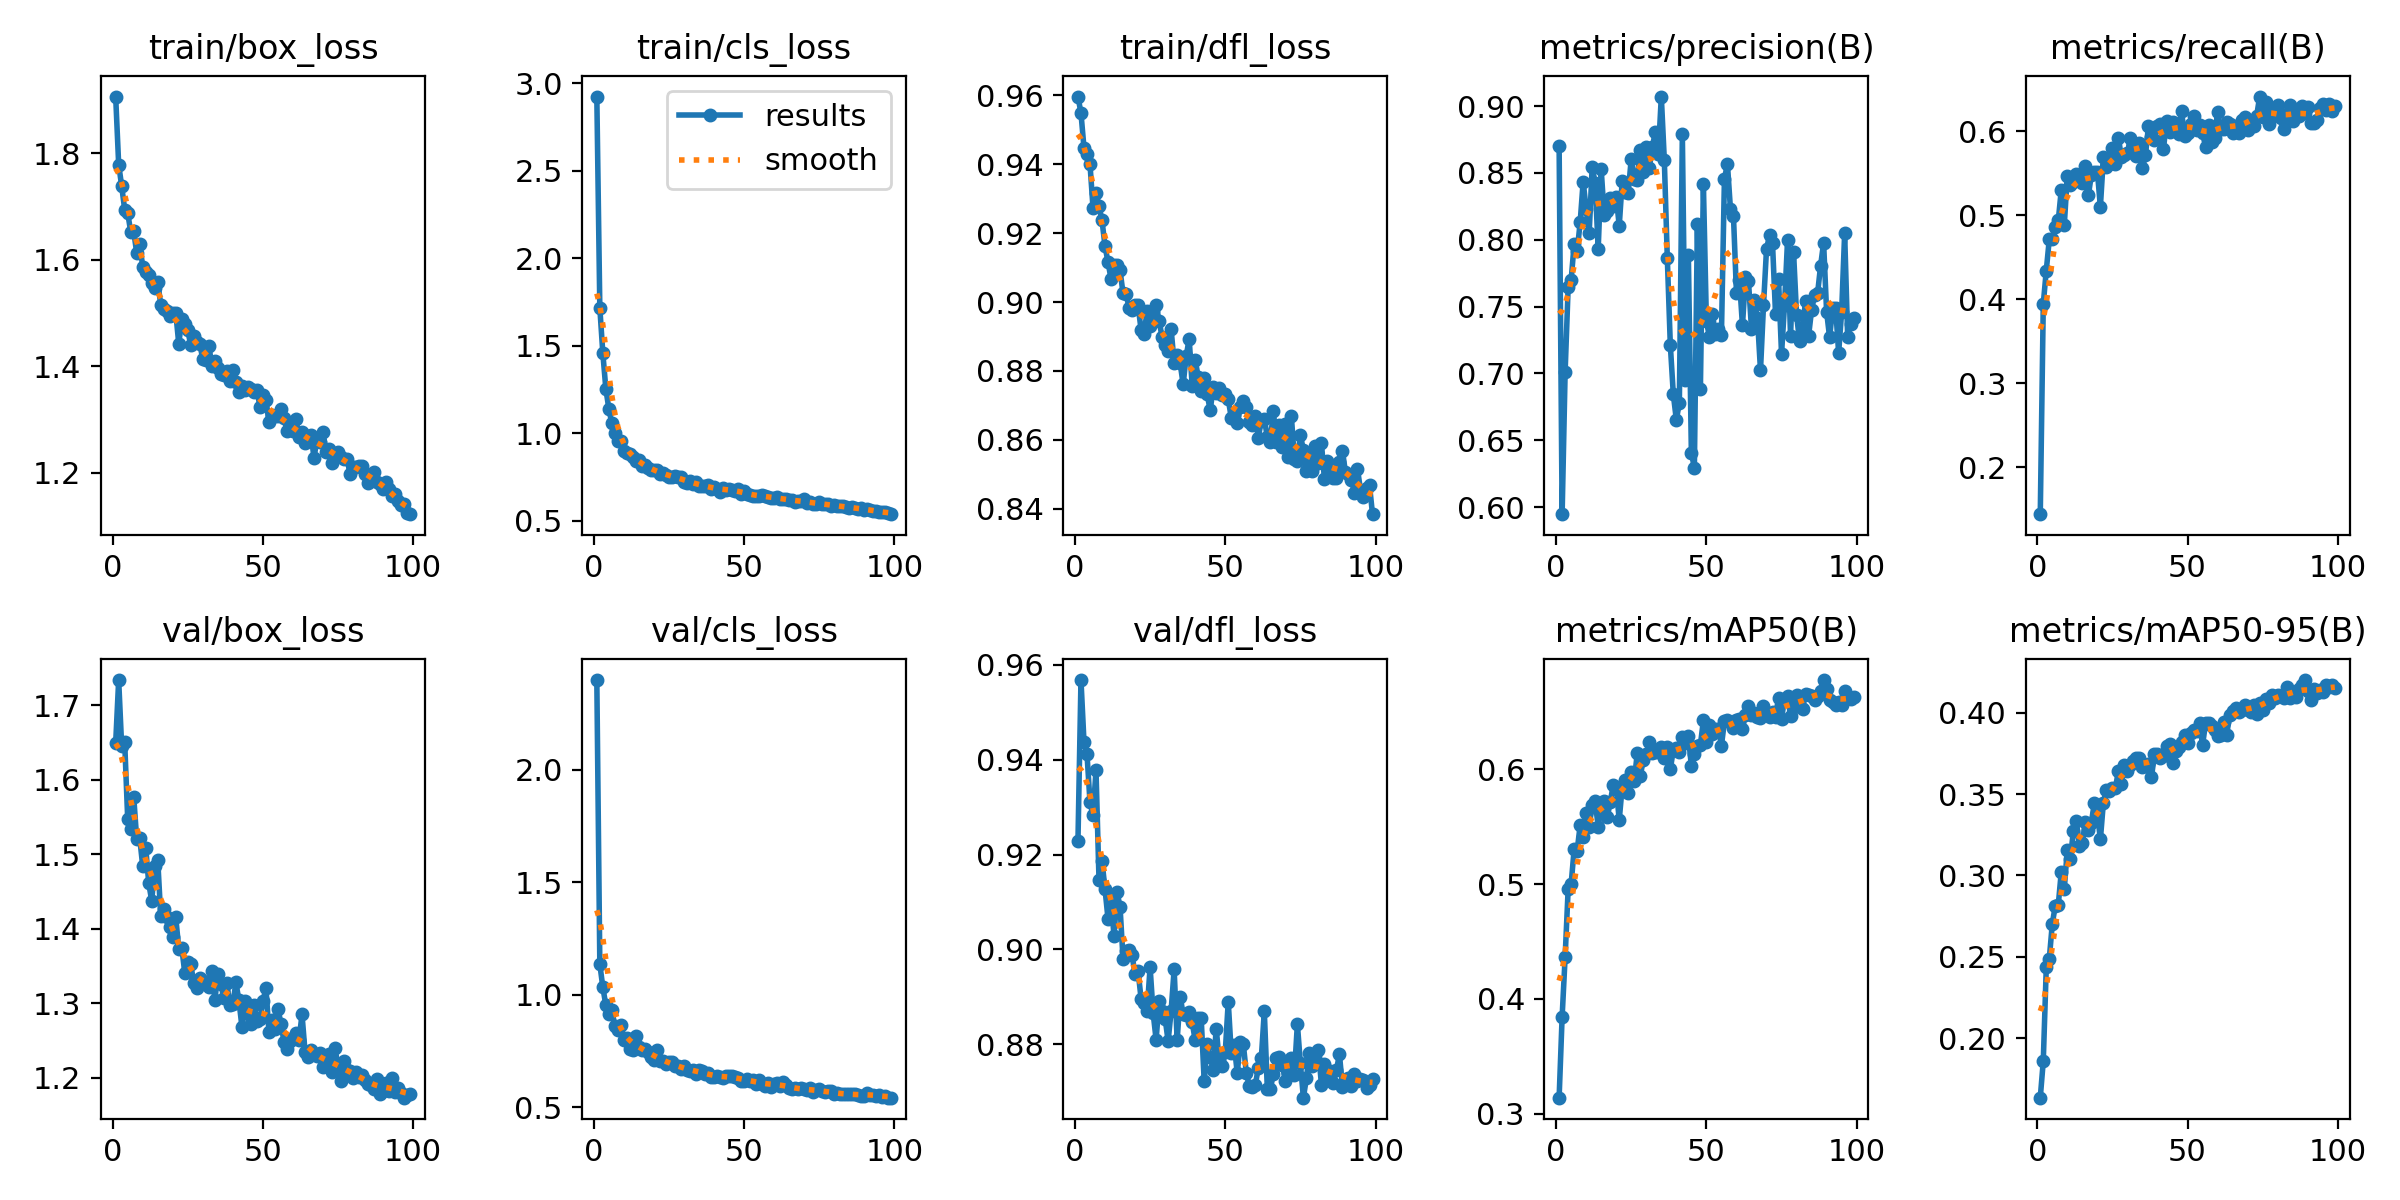 train/box_loss
1.8
1.6
1.4
1.2
0 50 100
train/cls_loss
3.0
2.5
2.0
1.5
1.0
0.5
0 50 100
results
smooth
train/dfl_loss
0.96
0.94
0.92
0.90
0.88
0.86
0.84
0 50 100
metrics/precision(B)
0.90
0.85
0.80
0.75
0.70
0.65
0.60
0 50 100
metrics/recall(B)
0.6
0.5
0.4
0.3
0.2
0 50 100
val/box_loss
1.7
1.6
1.5
1.4
1.3
1.2
0 50 100
val/cls_loss
2.0
1.5
1.0
0.5
0 50 100
val/dfl_loss
0.96
0.94
0.92
0.90
0.88
0 50 100
metrics/mAP50(B)
0.6
0.5
0.4
0.3
0 50 100
metrics/mAP50-95(B)
0.40
0.35
0.30
0.25
0.20
0 50 100